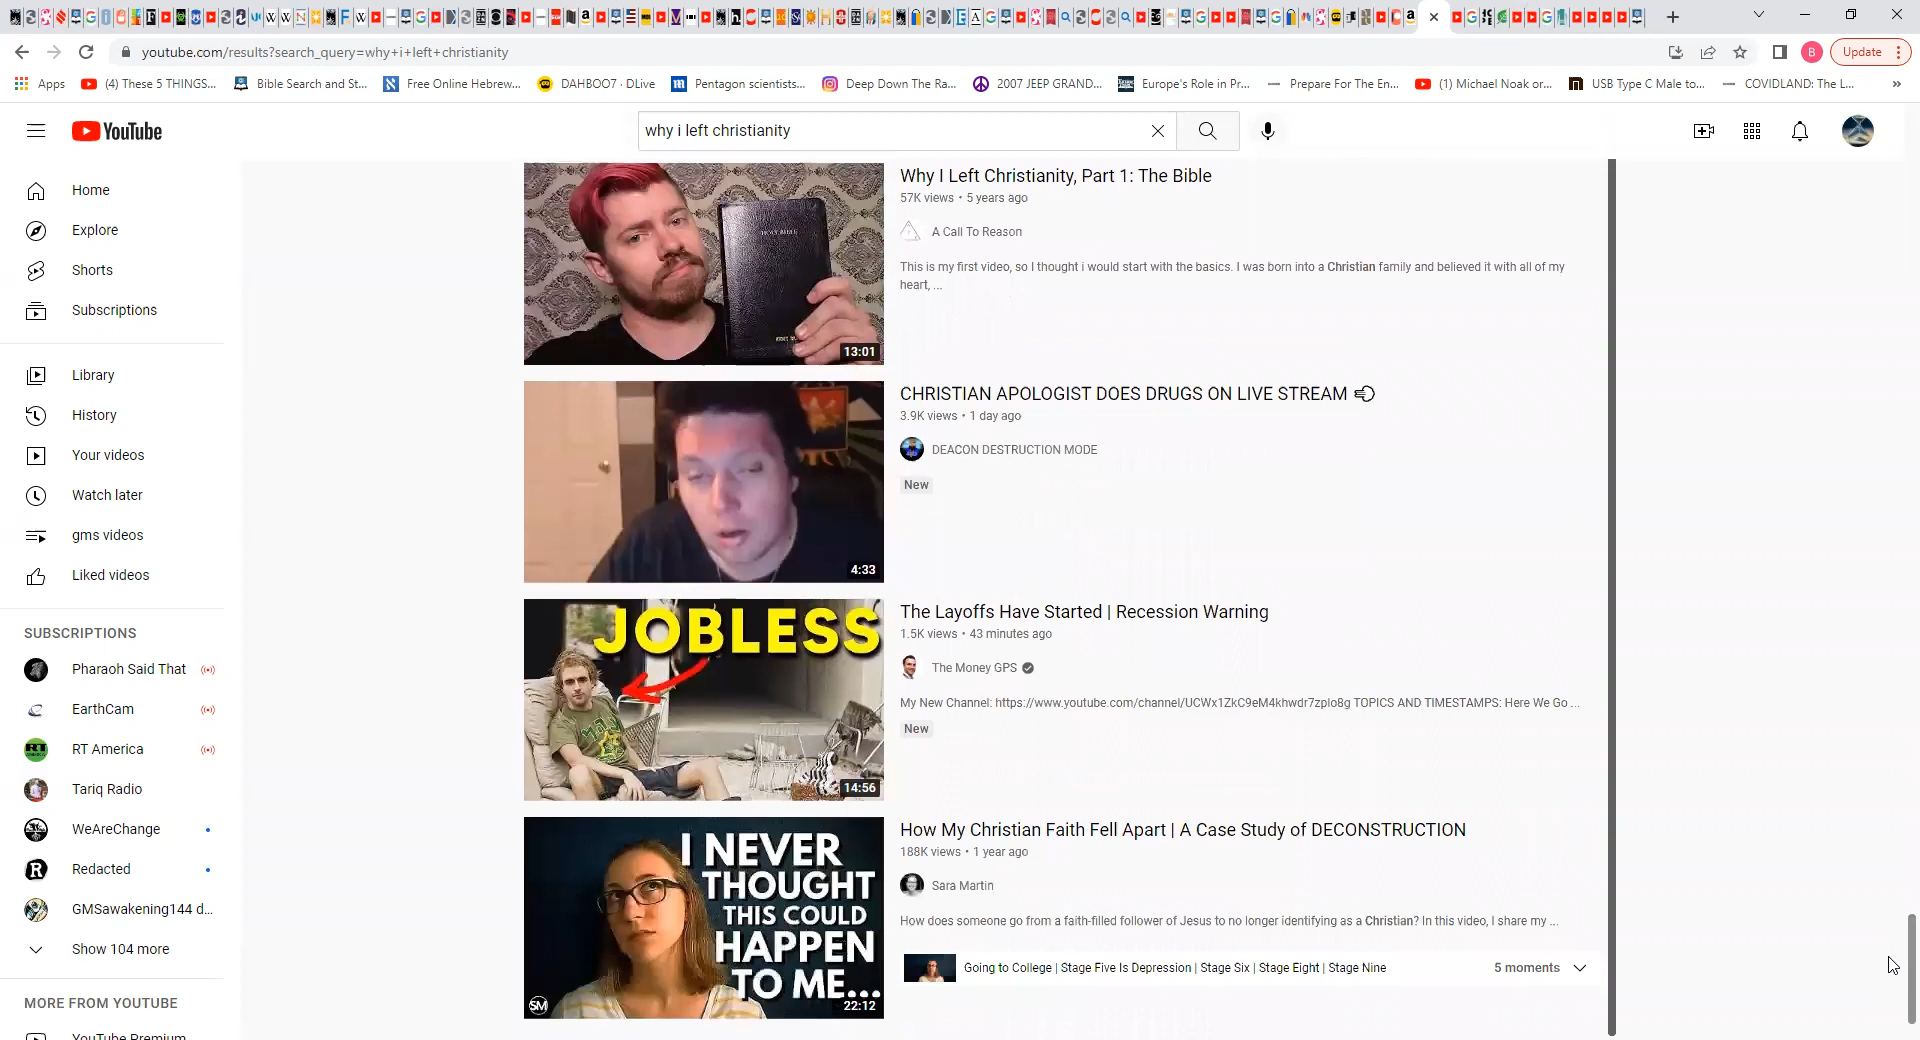 youtube.com/results?search_query=why+i+left+christianity
B
Update
Apps
(4) These 5 THINGS...
Bible Search and St...
Free Online Hebrew...
DAHBOO7 · DLive
Pentagon scientists...
Deep Down The Ra...
2007 JEEP GRAND...
Europe's Role in Pr...
Prepare For The En...
(1) Michael Noak or...
USB Type C Male to...
COVIDLAND: The L...
»
YouTube
why i left christianity
Home
Explore
Shorts
Subscriptions
Library
History
Your videos
Watch later
gms videos
Liked videos
SUBSCRIPTIONS
Pharaoh Said That
EarthCam
RT America
Tariq Radio
WeAreChange
Redacted
GMSawakening144 d...
Show 104 more
MORE FROM YOUTUBE
YouTube Premium
HOLY BIBLE
13:01
Why I Left Christianity, Part 1: The Bible
57K views • 5 years ago
A Call To Reason
This is my first video, so I thought i would start with the basics. I was born into a Christian family and believed it with all of my
heart, ...
4:33
CHRISTIAN APOLOGIST DOES DRUGS ON LIVE STREAM
3.9K views • 1 day ago
DEACON DESTRUCTION MODE
New
JOBLESS
14:56
The Layoffs Have Started | Recession Warning
1.5K views • 43 minutes ago
The Money GPS
My New Channel: https://www.youtube.com/channel/UCWx1ZkC9eM4khwdr7zplo8g TOPICS AND TIMESTAMPS: Here We Go ...
New
I NEVER
THOUGHT
THIS COULD
HAPPEN
TO ME...
SM
22:12
How My Christian Faith Fell Apart | A Case Study of DECONSTRUCTION
188K views • 1 year ago
Sara Martin
How does someone go from a faith-filled follower of Jesus to no longer identifying as a Christian? In this video, I share my ...
Going to College | Stage Five Is Depression | Stage Six | Stage Eight | Stage Nine
5 moments